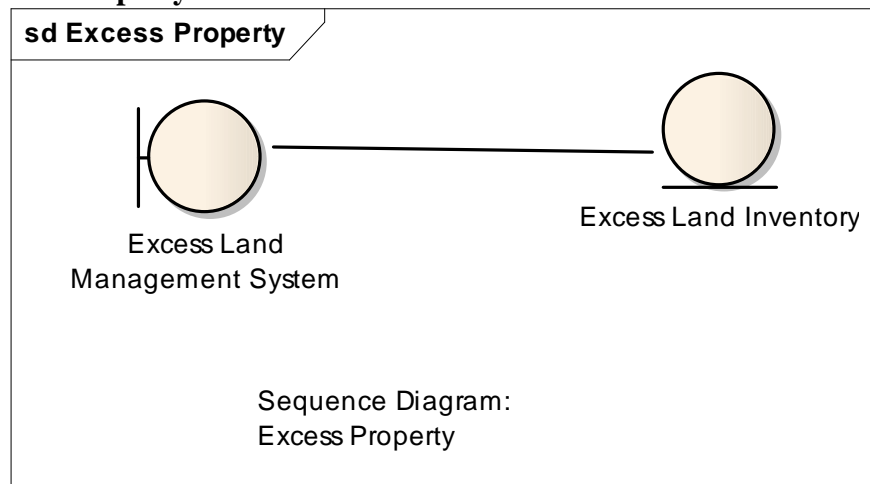 sd Excess Property
Excess Land Inventory
Excess Land
Management System
Sequence Diagram:
Excess Property